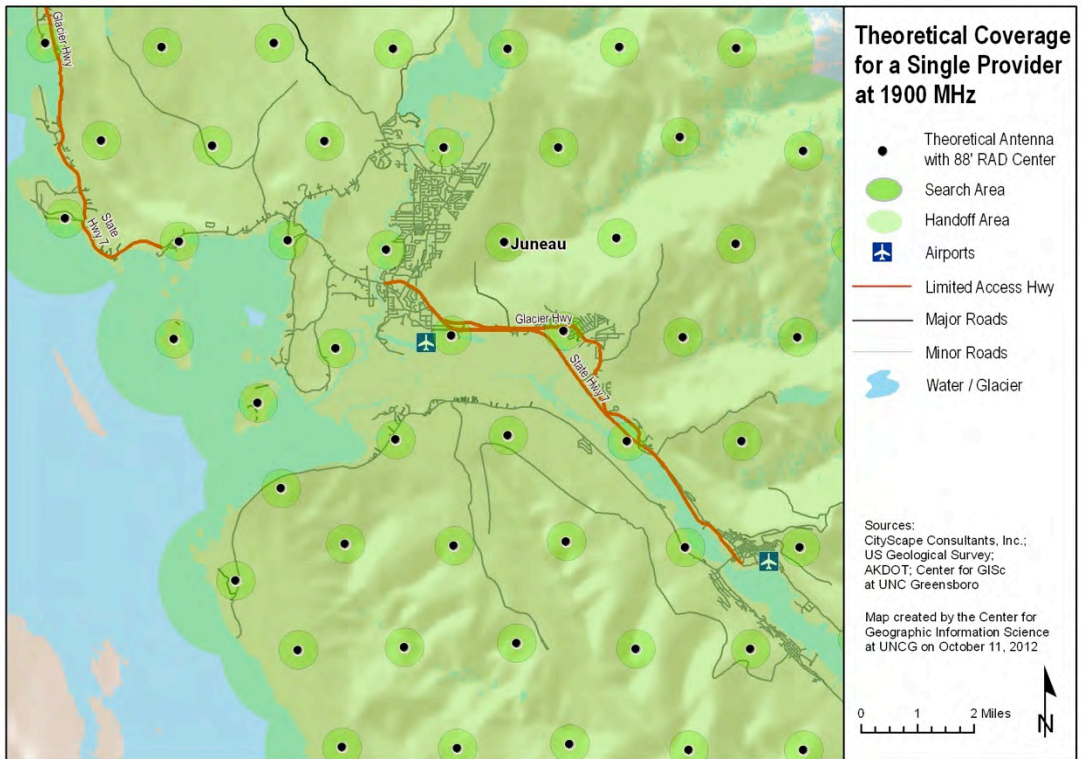 Glacier Hwy
State
Hwy 7
Juneau
Glacier Hwy
State Hwy 7
Theoretical Coverage
for a Single Provider
at 1900 MHz
Theoretical Antenna
with 88' RAD Center
Search Area
Handoff Area
Airports
Limited Access Hwy
Major Roads
Minor Roads
Water / Glacier
Sources:
CityScape Consultants, Inc.;
US Geological Survey;
AKDOT; Center for GISc
at UNC Greensboro
Map created by the Center for
Geographic Information Science
at UNCG on October 11, 2012
0 1 2 Miles
N